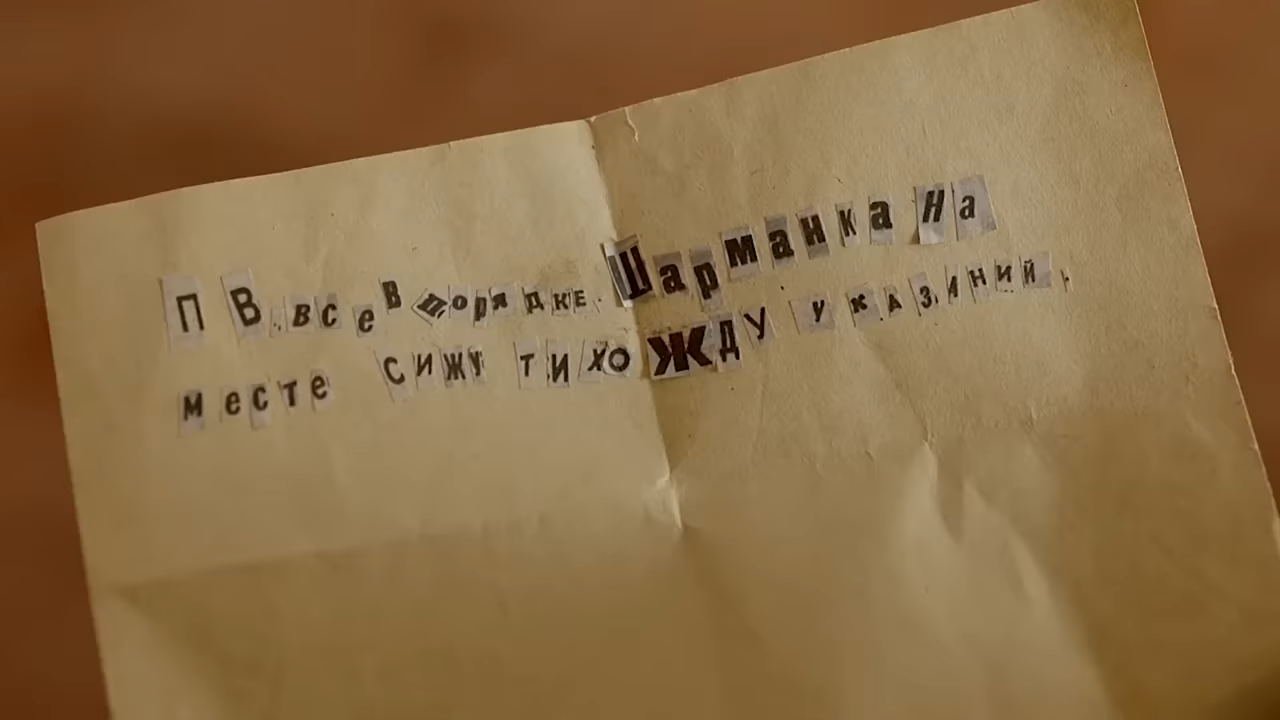 П В. все в порядке. Шарманка На
месте сижу тихо ЖДУ указиний,